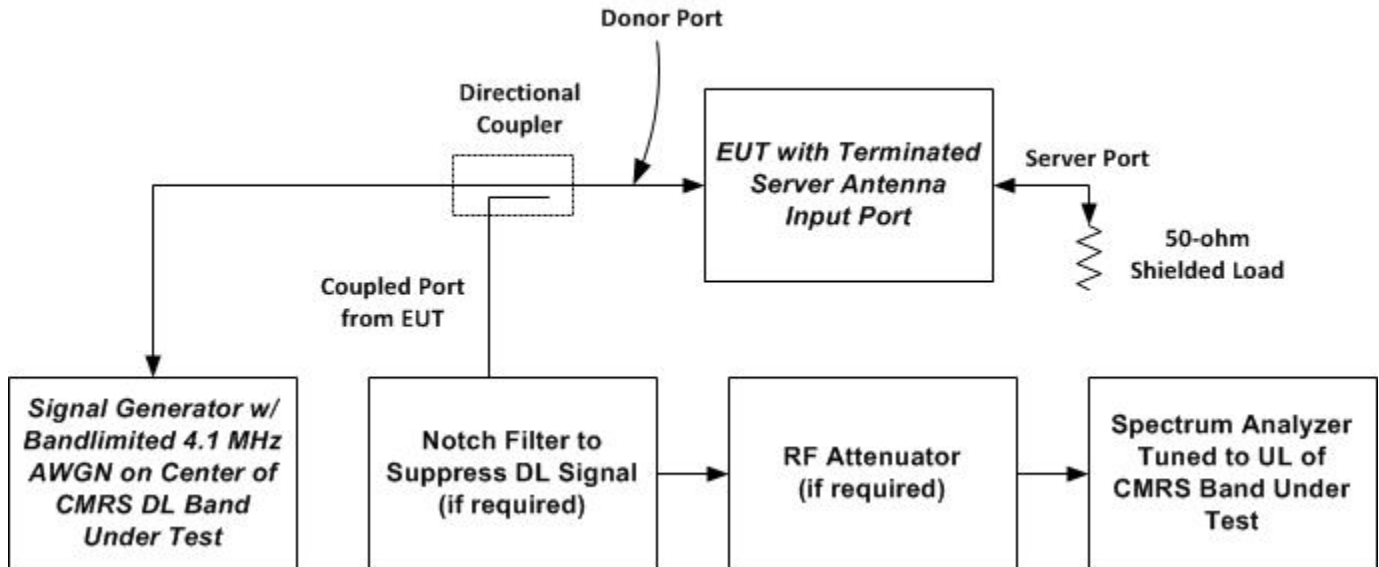 Donor Port
Directional
Coupler
EUT with Terminated
Server Antenna
Input Port
Server Port
50-ohm
Shielded Load
Coupled Port
from EUT
Signal Generator w/
Bandlimited 4.1 MHz
AWGN on Center of
CMRS DL Band
Under Test
Notch Filter to
Suppress DL Signal
(if required)
RF Attenuator
(if required)
Spectrum Analyzer
Tuned to UL of
CMRS Band Under
Test